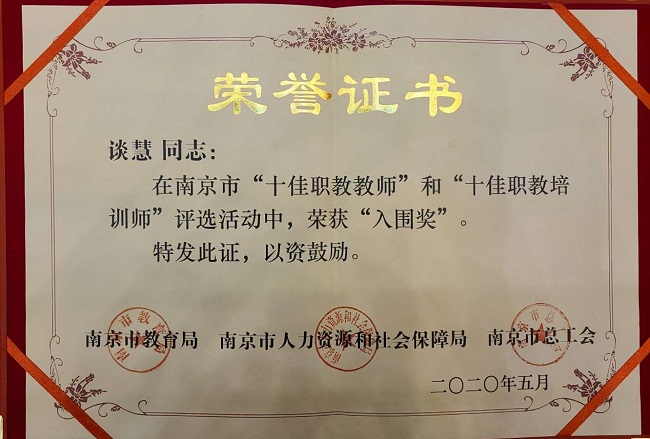 荣誉证书
谈慧 同志：
在南京市“十佳职教教师”和“十佳职教培
训师”评选活动中，荣获“入围奖”。
特发此证，以资鼓励。
南京市教育局 南京市人力资源和社会保障局 南京市总工会
二〇二〇年五月